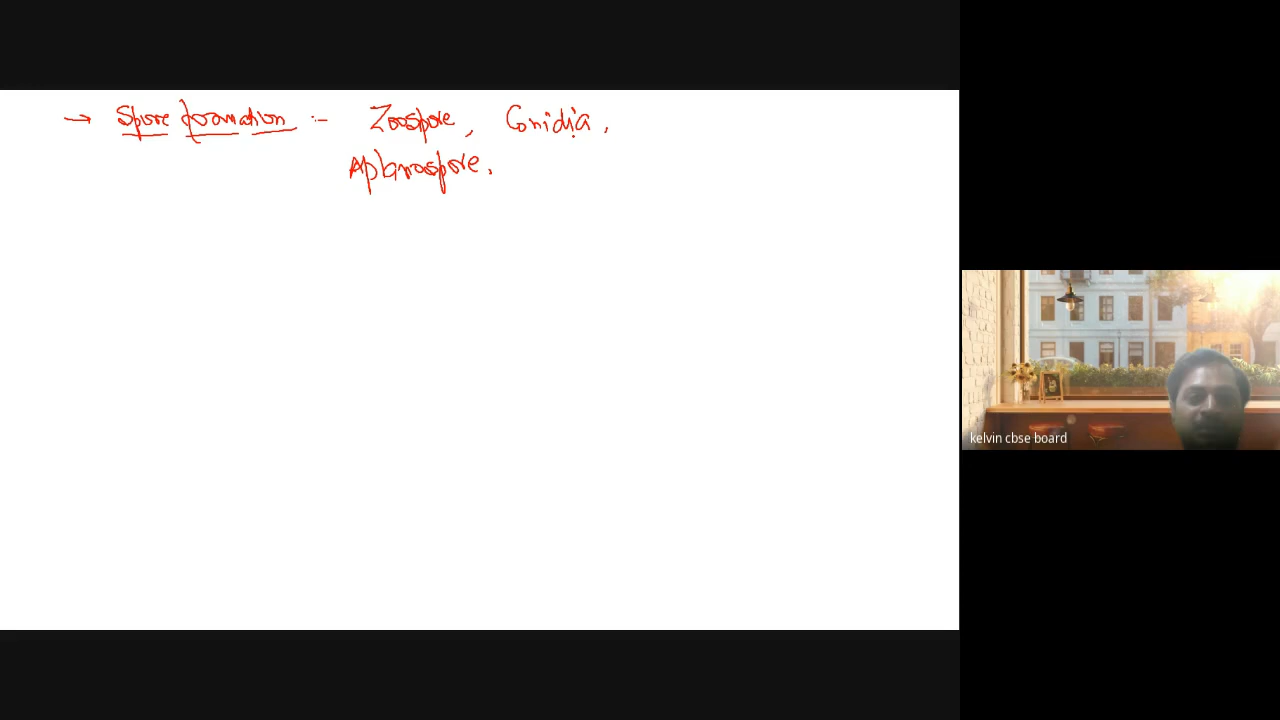 → Spore formation :- Zoospore, Conidia,
Aplanospore.
kelvin cbse board